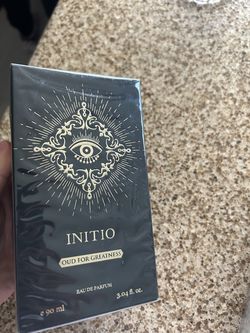 INITIO
OUD FOR GREATNESS
EAU DE PARFUM
e 90 ml 3.04 fl. oz.